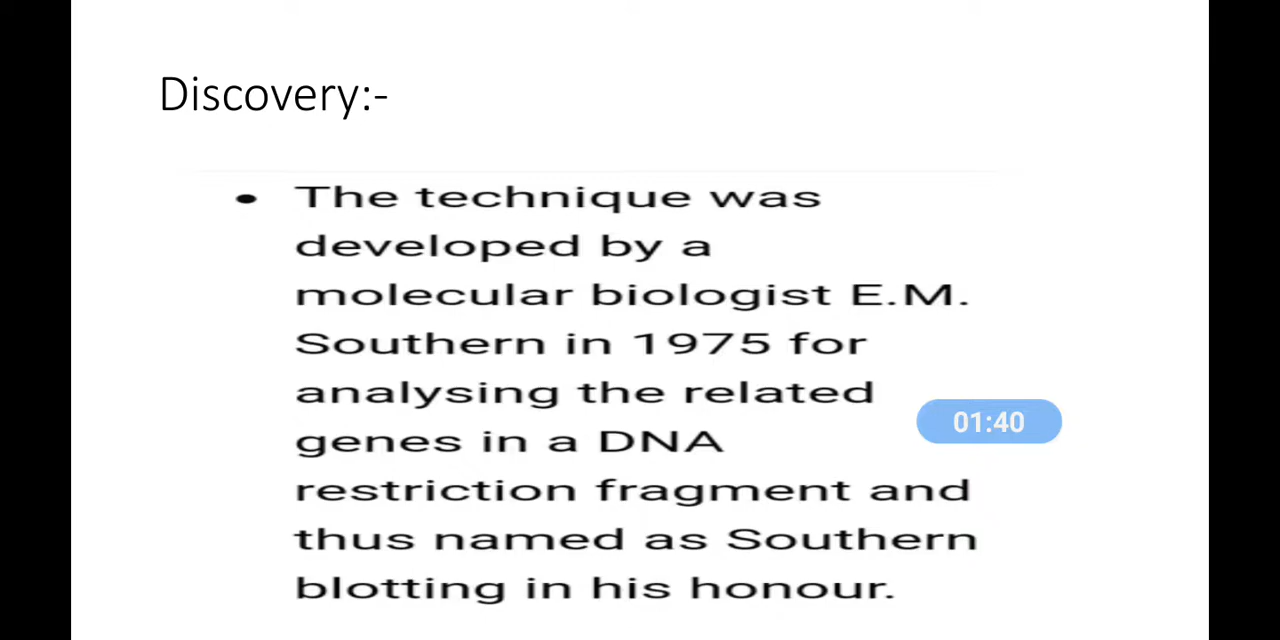 Discovery:-
• The technique was
developed by a
molecular biologist E.M.
Southern in 1975 for
analysing the related
01:40
genes in a DNA
restriction fragment and
thus named as Southern
blotting in his honour.